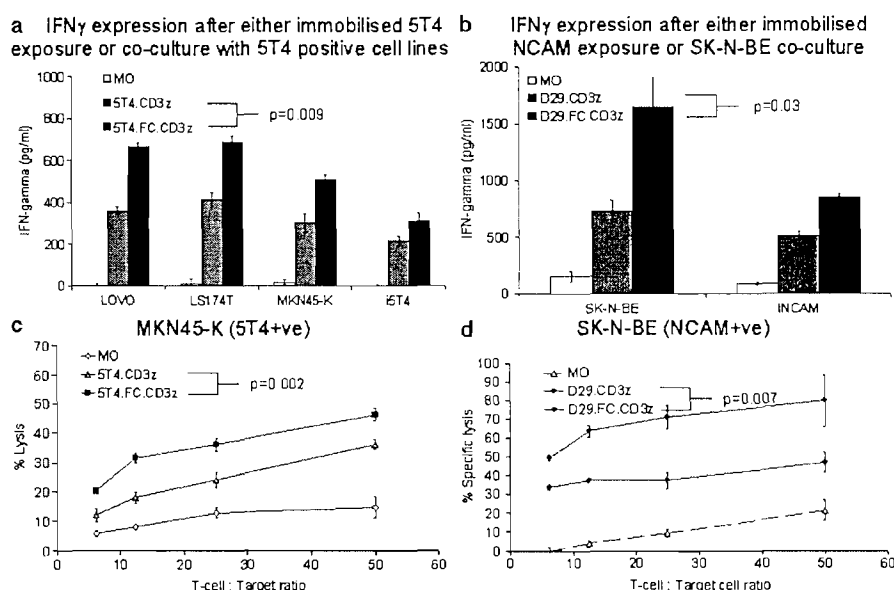 a IFNγ expression after either immobilised 5T4
exposure or co-culture with 5T4 positive cell lines
1000
800
600
400
200
0
IFN-gamma (pg/ml)
MO
5T4.CD3z
5T4.FC.CD3z
p=0.009
LOVO
LS174T
MKN45-K
i5T4
b IFNγ expression after either immobilised
NCAM exposure or SK-N-BE co-culture
2000
1500
1000
500
0
IFN-gamma (pg/ml)
MO
D29.CD3z
D29.FC.CD3z
p=0.03
SK-N-BE
iNCAM
c MKN45-K (5T4+ve)
70
60
50
40
30
20
10
0
% Lysis
MO
5T4.CD3z
5T4.FC.CD3z
p=0.002
0 10 20 30 40 50 60
T-cell : Target ratio
d SK-N-BE (NCAM+ve)
100
90
80
70
60
50
40
30
20
10
0
% Specific lysis
MO
D29.CD3z
D29.FC.CD3z
p=0.007
0 10 20 30 40 50 60
T-cell : Target cell ratio